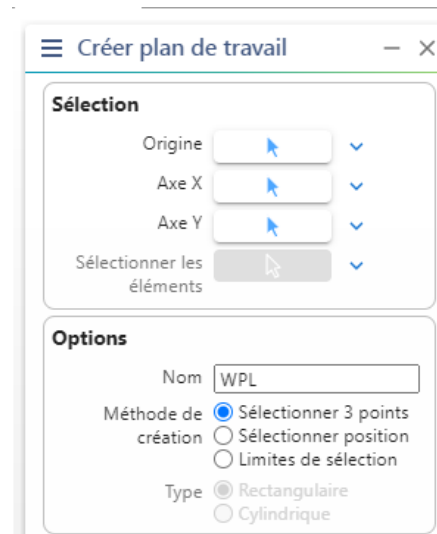 Créer plan de travail
Sélection
Origine
Axe X
Axe Y
Sélectionner les
éléments
Options
Nom WPL
Méthode de création
Sélectionner 3 points
Sélectionner position
Limites de sélection
Type
Rectangulaire
Cylindrique